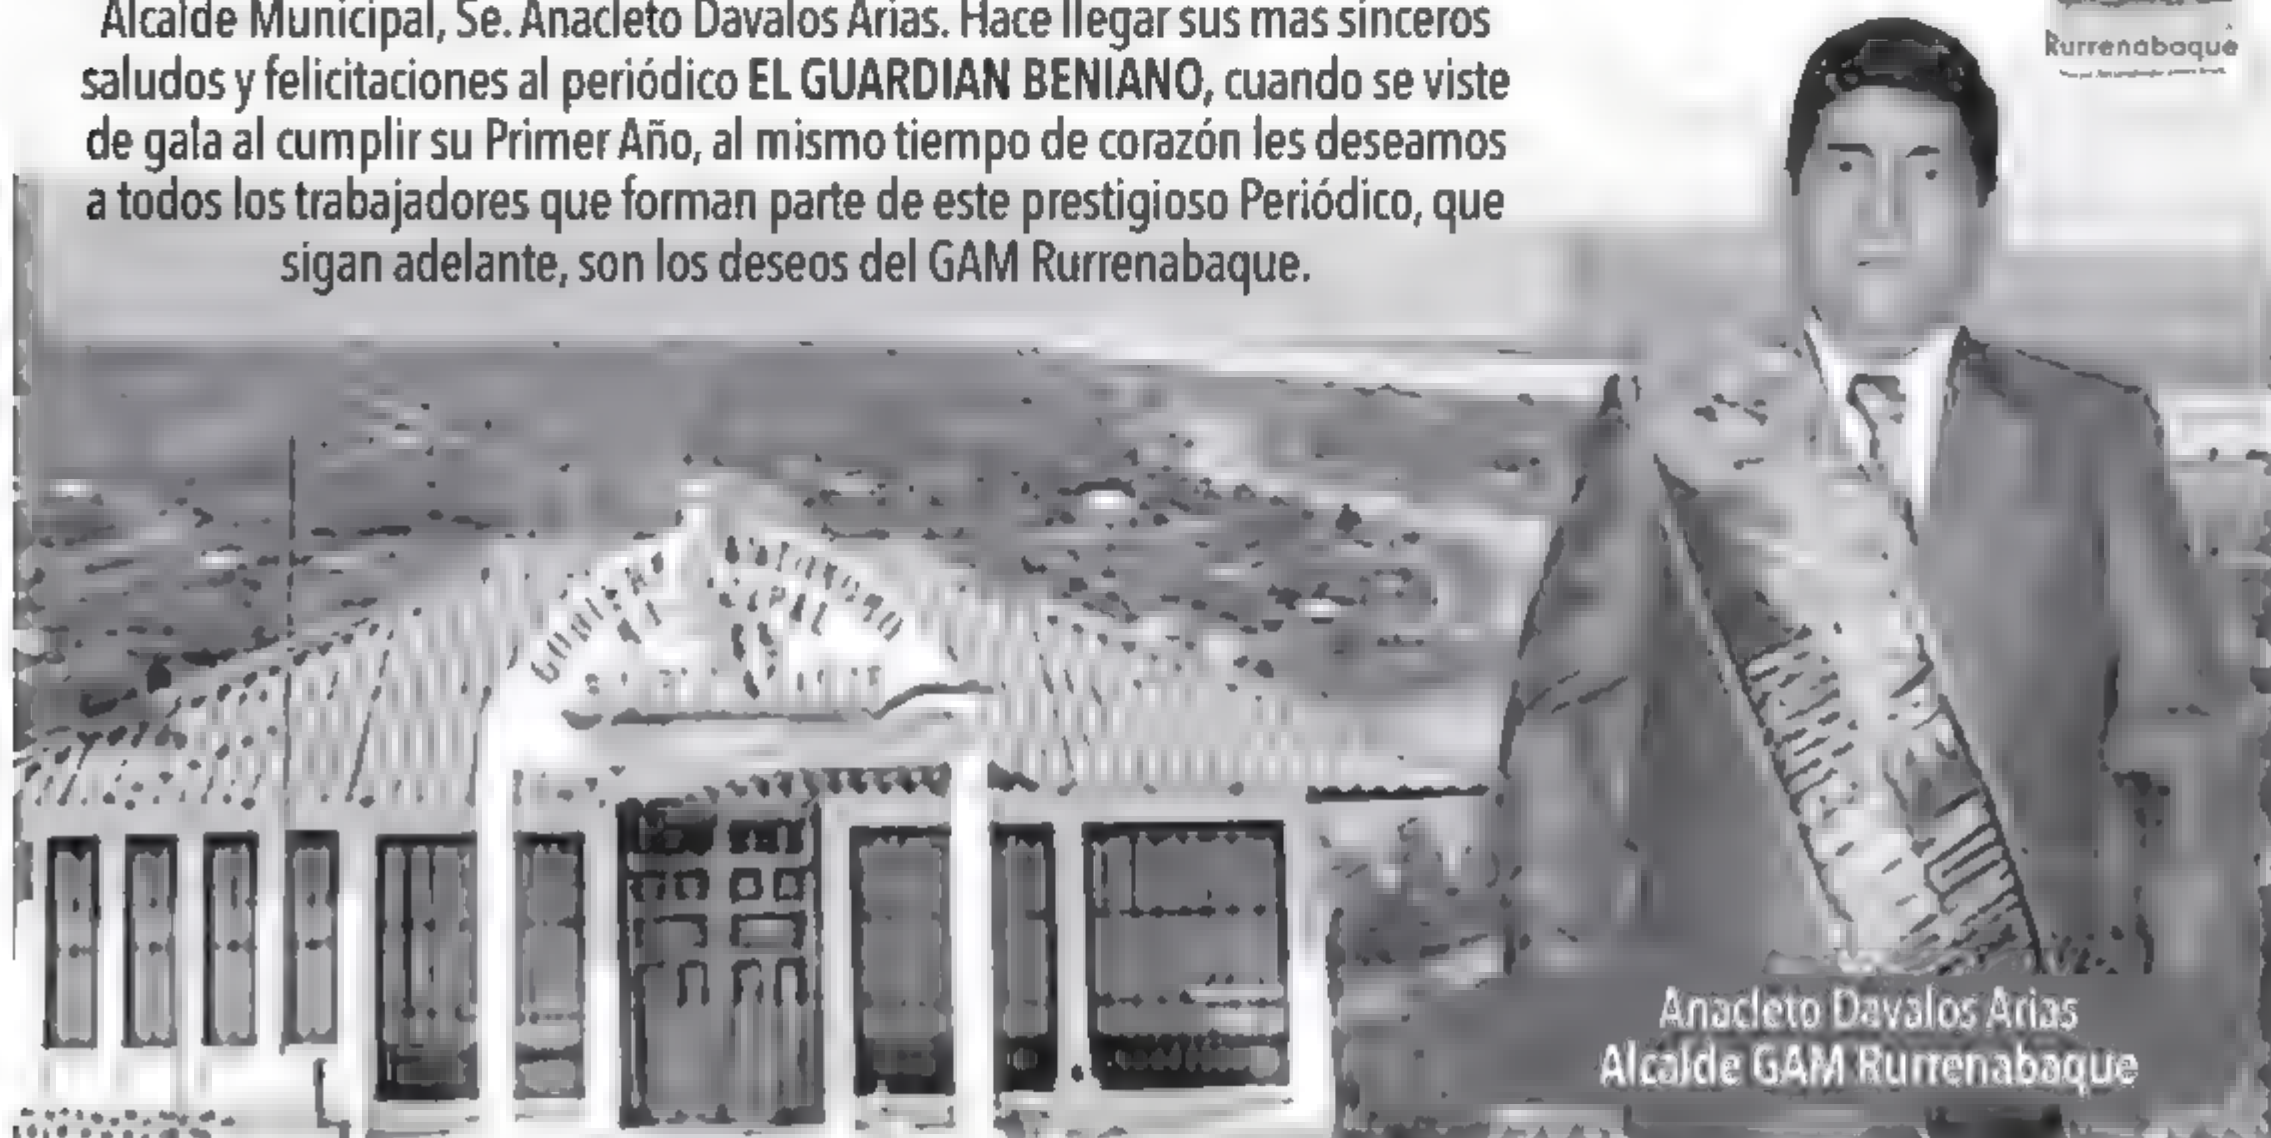 Alcalde Municipal, Se. Anacleto Davalos Arias. Hace llegar sus mas sinceros
saludos y felicitaciones al periódico EL GUARDIAN BENIANO, cuando se viste
de gala al cumplir su Primer Año, al mismo tiempo de corazón les deseamos
a todos los trabajadores que forman parte de este prestigioso Periódico, que
sigan adelante, son los deseos del GAM Rurrenabaque.
Rurrenabaque
Anacleto Davalos Arias
Alcalde GAM Rurrenabaque